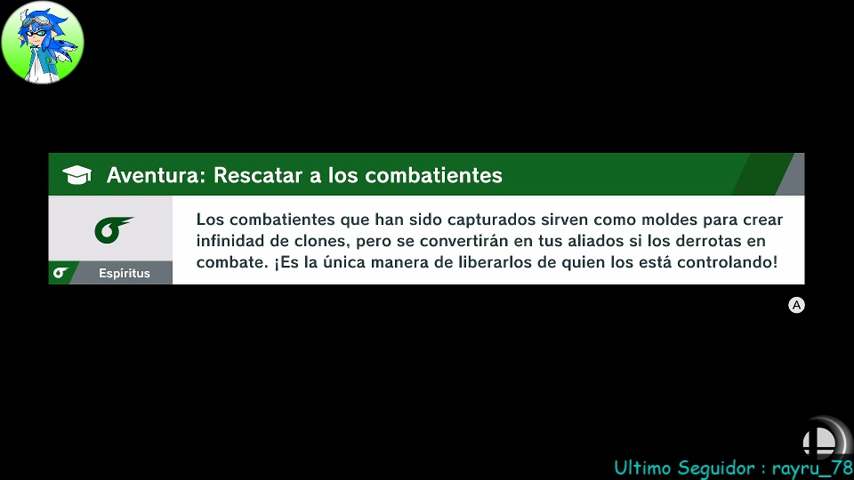 Aventura: Rescatar a los combatientes
Los combatientes que han sido capturados sirven como moldes para crear
infinidad de clones, pero se convertirán en tus aliados si los derrotas en
combate. ¡Es la única manera de liberarlos de quien los está controlando!
Espíritus
A
Ultimo Seguidor : rayru_78